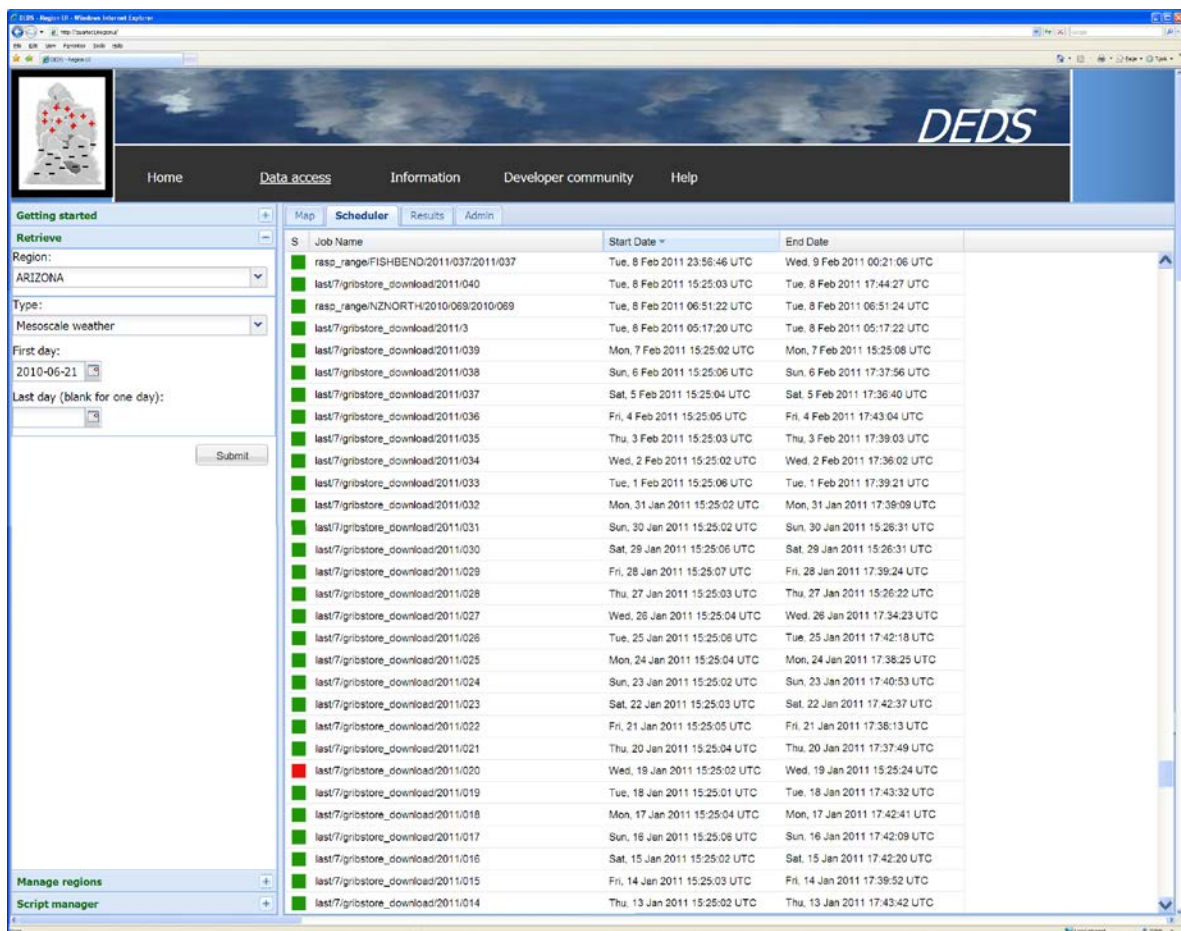 DEDS - Region UI - Windows Internet Explorer
DEDS - Region UI
DEDS
Home Data access Information Developer community Help
Getting started
Retrieve
Region:
ARIZONA
Type:
Mesoscale weather
First day:
2010-06-21
Last day (blank for one day):
Submit
Manage regions
Script manager
Map Scheduler Results Admin
S Job Name Start Date End Date
rasp_range/FISHBEND/2011/037/2011/037 Tue, 8 Feb 2011 23:56:46 UTC Wed, 9 Feb 2011 00:21:06 UTC
last/7/gribstore_download/2011/040 Tue, 8 Feb 2011 15:25:03 UTC Tue, 8 Feb 2011 17:44:27 UTC
rasp_range/NZNORTH/2010/069/2010/069 Tue, 8 Feb 2011 06:51:22 UTC Tue, 8 Feb 2011 06:51:24 UTC
last/7/gribstore_download/2011/3 Tue, 8 Feb 2011 05:17:20 UTC Tue, 8 Feb 2011 05:17:22 UTC
last/7/gribstore_download/2011/039 Mon, 7 Feb 2011 15:25:02 UTC Mon, 7 Feb 2011 15:25:08 UTC
last/7/gribstore_download/2011/038 Sun, 6 Feb 2011 15:25:06 UTC Sun, 6 Feb 2011 17:37:56 UTC
last/7/gribstore_download/2011/037 Sat, 5 Feb 2011 15:25:04 UTC Sat, 5 Feb 2011 17:36:40 UTC
last/7/gribstore_download/2011/036 Fri, 4 Feb 2011 15:25:05 UTC Fri, 4 Feb 2011 17:43:04 UTC
last/7/gribstore_download/2011/035 Thu, 3 Feb 2011 15:25:03 UTC Thu, 3 Feb 2011 17:39:03 UTC
last/7/gribstore_download/2011/034 Wed, 2 Feb 2011 15:25:02 UTC Wed, 2 Feb 2011 17:36:02 UTC
last/7/gribstore_download/2011/033 Tue, 1 Feb 2011 15:25:06 UTC Tue, 1 Feb 2011 17:39:21 UTC
last/7/gribstore_download/2011/032 Mon, 31 Jan 2011 15:25:02 UTC Mon, 31 Jan 2011 17:39:09 UTC
last/7/gribstore_download/2011/031 Sun, 30 Jan 2011 15:25:02 UTC Sun, 30 Jan 2011 15:26:31 UTC
last/7/gribstore_download/2011/030 Sat, 29 Jan 2011 15:25:06 UTC Sat, 29 Jan 2011 15:26:31 UTC
last/7/gribstore_download/2011/029 Fri, 28 Jan 2011 15:25:07 UTC Fri, 28 Jan 2011 17:39:24 UTC
last/7/gribstore_download/2011/028 Thu, 27 Jan 2011 15:25:03 UTC Thu, 27 Jan 2011 15:26:22 UTC
last/7/gribstore_download/2011/027 Wed, 26 Jan 2011 15:25:04 UTC Wed, 26 Jan 2011 17:34:23 UTC
last/7/gribstore_download/2011/026 Tue, 25 Jan 2011 15:25:06 UTC Tue, 25 Jan 2011 17:42:18 UTC
last/7/gribstore_download/2011/025 Mon, 24 Jan 2011 15:25:04 UTC Mon, 24 Jan 2011 17:38:25 UTC
last/7/gribstore_download/2011/024 Sun, 23 Jan 2011 15:25:02 UTC Sun, 23 Jan 2011 17:40:53 UTC
last/7/gribstore_download/2011/023 Sat, 22 Jan 2011 15:25:03 UTC Sat, 22 Jan 2011 17:42:37 UTC
last/7/gribstore_download/2011/022 Fri, 21 Jan 2011 15:25:05 UTC Fri, 21 Jan 2011 17:38:13 UTC
last/7/gribstore_download/2011/021 Thu, 20 Jan 2011 15:25:04 UTC Thu, 20 Jan 2011 17:37:49 UTC
last/7/gribstore_download/2011/020 Wed, 19 Jan 2011 15:25:02 UTC Wed, 19 Jan 2011 15:25:24 UTC
last/7/gribstore_download/2011/019 Tue, 18 Jan 2011 15:25:01 UTC Tue, 18 Jan 2011 17:43:32 UTC
last/7/gribstore_download/2011/018 Mon, 17 Jan 2011 15:25:04 UTC Mon, 17 Jan 2011 17:42:41 UTC
last/7/gribstore_download/2011/017 Sun, 16 Jan 2011 15:25:06 UTC Sun, 16 Jan 2011 17:42:09 UTC
last/7/gribstore_download/2011/016 Sat, 15 Jan 2011 15:25:02 UTC Sat, 15 Jan 2011 17:42:20 UTC
last/7/gribstore_download/2011/015 Fri, 14 Jan 2011 15:25:03 UTC Fri, 14 Jan 2011 17:39:52 UTC
last/7/gribstore_download/2011/014 Thu, 13 Jan 2011 15:25:02 UTC Thu, 13 Jan 2011 17:43:42 UTC